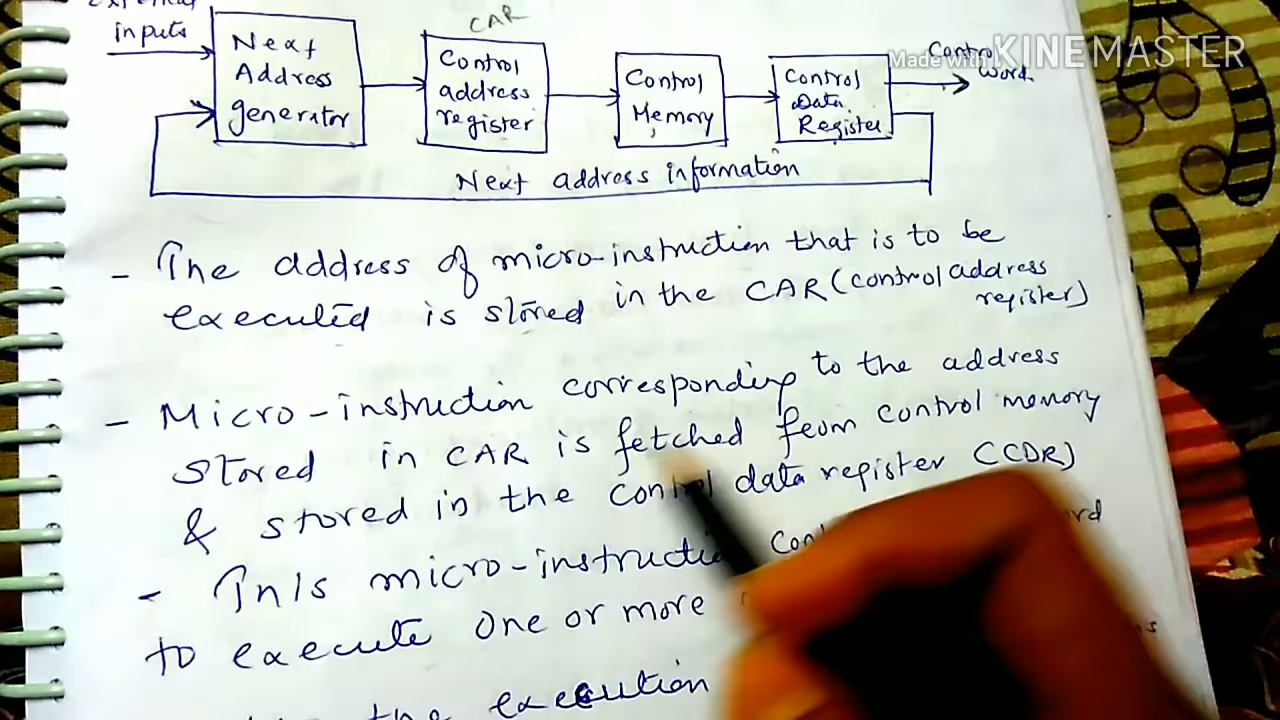 inputs
Next
Address
generator
CAR
Control
address
register
Control
Memory
Control
Data
Register
Control
word
Made with KINEMASTER
Next address information
- The address of micro-instruction that is to be
executed is stored in the CAR (control address
register)
- Micro-instruction corresponding to the address
stored in CAR is fetched from control memory
& stored in the control data register (CDR)
- This micro-instruction
to execute one or more
the execution